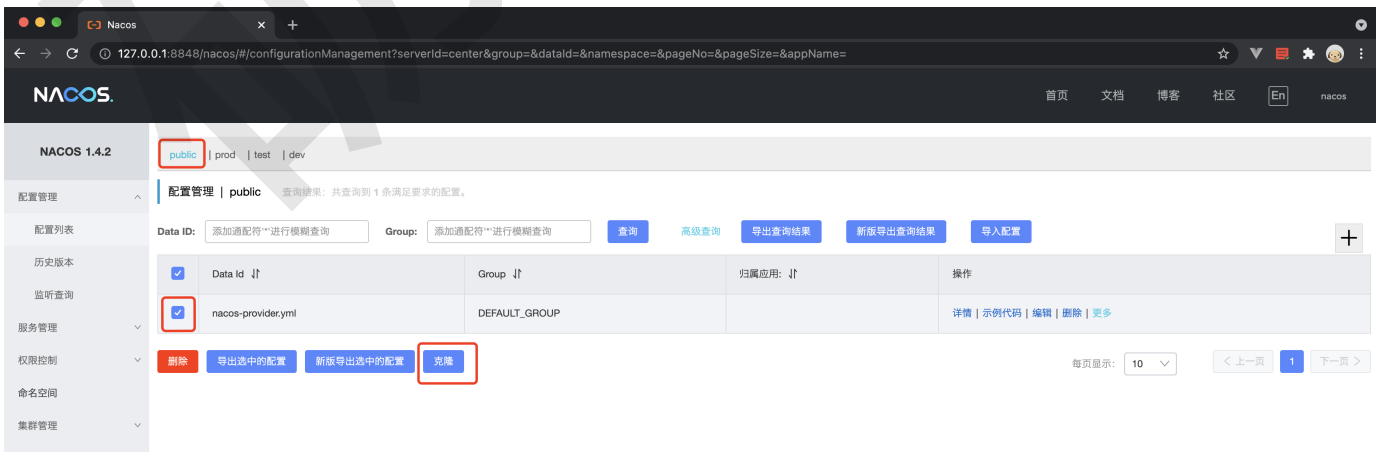 Nacos
127.0.0.1:8848/nacos/#/configurationManagement?serverId=center&group=&dataId=&namespace=&pageNo=&pageSize=&appName=
NACOS. 首页 文档 博客 社区 En nacos
NACOS 1.4.2
public | prod | test | dev
配置管理
配置管理 | public 查询结果：共查询到 1 条满足要求的配置。
配置列表
Data ID: 添加通配符'*'进行模糊查询 Group: 添加通配符'*'进行模糊查询 查询 高级查询 导出查询结果 新版导出查询结果 导入配置
历史版本
Data Id Group 归属应用: 操作
监听查询
nacos-provider.yml DEFAULT_GROUP 详情 | 示例代码 | 编辑 | 删除 | 更多
服务管理
权限控制
删除 导出选中的配置 新版导出选中的配置 克隆 每页显示: 10 < 上一页 1 下一页 >
命名空间
集群管理